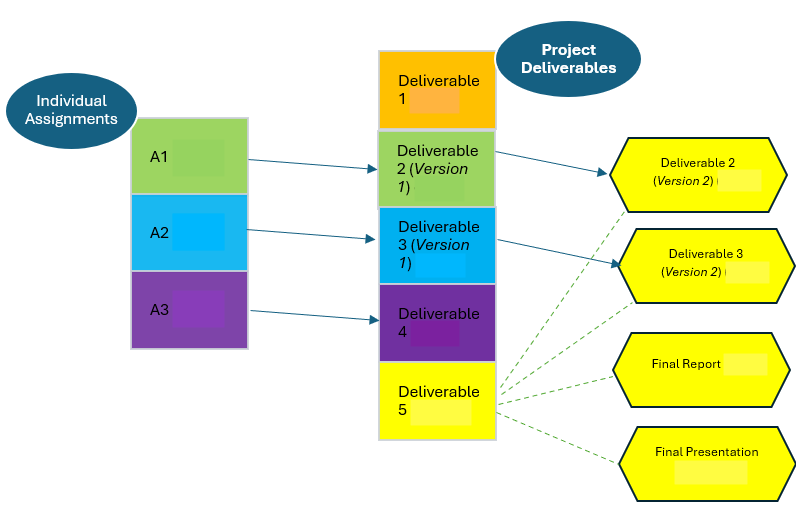 Individual
Assignments
A1
A2
A3
Project
Deliverables
Deliverable
1
Deliverable
2 (Version
1)
Deliverable
3 (Version
1)
Deliverable
4
Deliverable
5
Deliverable 2
(Version 2) (
Deliverable 3
(Version 2) (
Final Report
Final Presentation